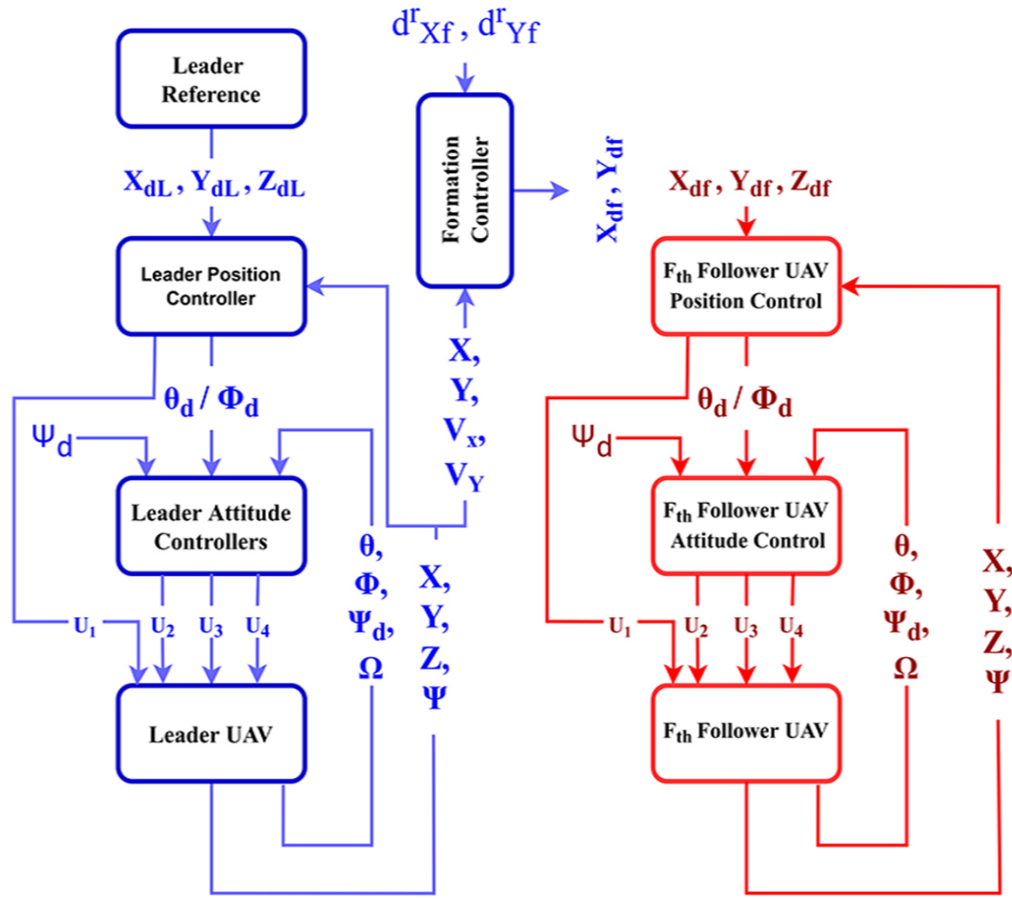 dʳXf , dʳYf
Leader
Reference
XdL , YdL , ZdL
Formation
Controller
Xdf , Ydf
Leader Position
Controller
X,
Y,
Vx,
VY
θd / Φd
Ψd
Leader Attitude
Controllers
θ,
Φ,
Ψd,
Ω
X,
Y,
Z,
Ψ
U₁
U₂
U₃
U₄
Leader UAV
Xdf , Ydf , Zdf
Fth Follower UAV
Position Control
θd / Φd
Ψd
Fth Follower UAV
Attitude Control
θ,
Φ,
Ψd,
Ω
X,
Y,
Z,
Ψ
U₁
U₂
U₃
U₄
Fth Follower UAV